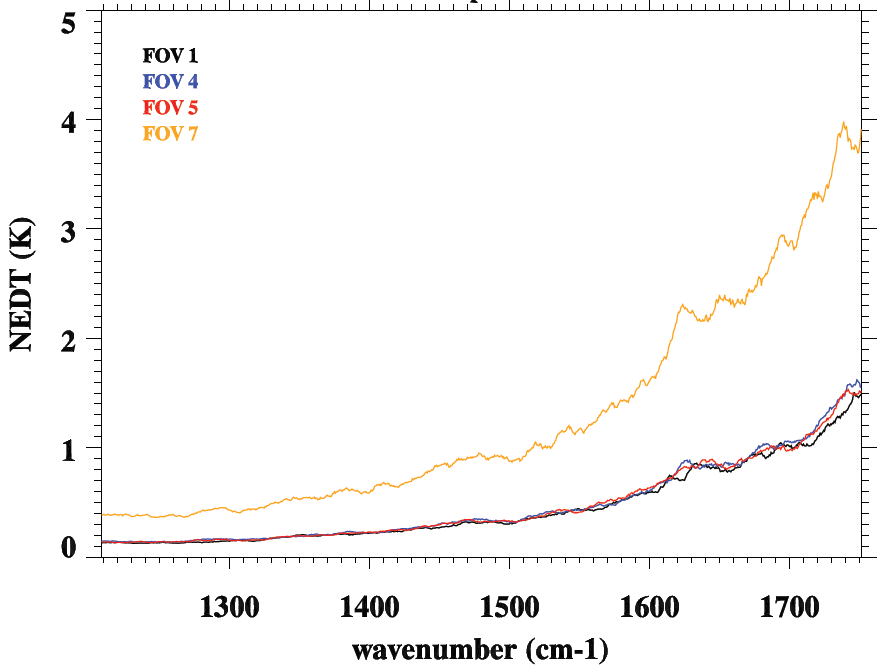 5
FOV 1
FOV 4
FOV 5
FOV 7
4
3
2
1
0
NEDT (K)
1300 1400 1500 1600 1700
wavenumber (cm-1)